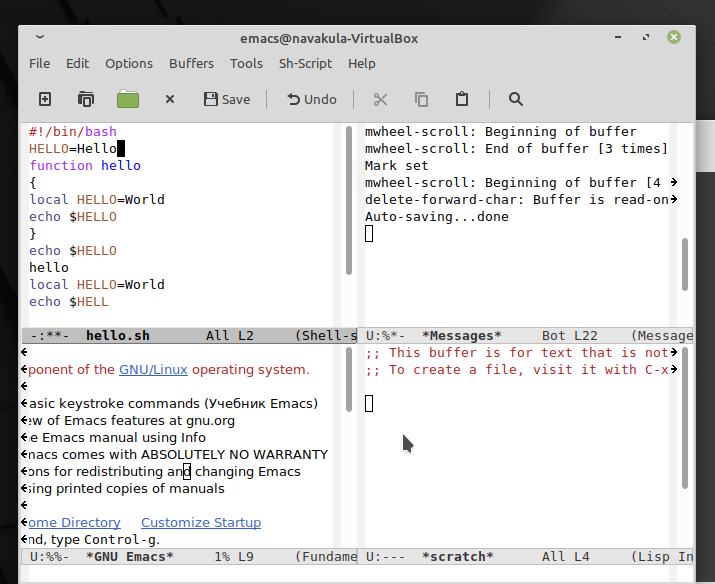 emacs@navakula-VirtualBox
File Edit Options Buffers Tools Sh-Script Help
Save Undo
#!/bin/bash
HELLO=Hello
function hello
{
local HELLO=World
echo $HELLO
}
echo $HELLO
hello
local HELLO=World
echo $HELL
-:**- hello.sh All L2 (Shell-s
mwheel-scroll: Beginning of buffer
mwheel-scroll: End of buffer [3 times]
Mark set
mwheel-scroll: Beginning of buffer [4
delete-forward-char: Buffer is read-on
Auto-saving...done
U:%*- *Messages* Bot L22 (Message
ponent of the GNU/Linux operating system.
asic keystroke commands (Учебник Emacs)
ew of Emacs features at gnu.org
e Emacs manual using Info
macs comes with ABSOLUTELY NO WARRANTY
ons for redistributing and changing Emacs
sing printed copies of manuals
ome Directory Customize Startup
nd, type Control-g.
U:%%- *GNU Emacs* 1% L9 (Fundame
;; This buffer is for text that is not
;; To create a file, visit it with C-x
U:--- *scratch* All L4 (Lisp In